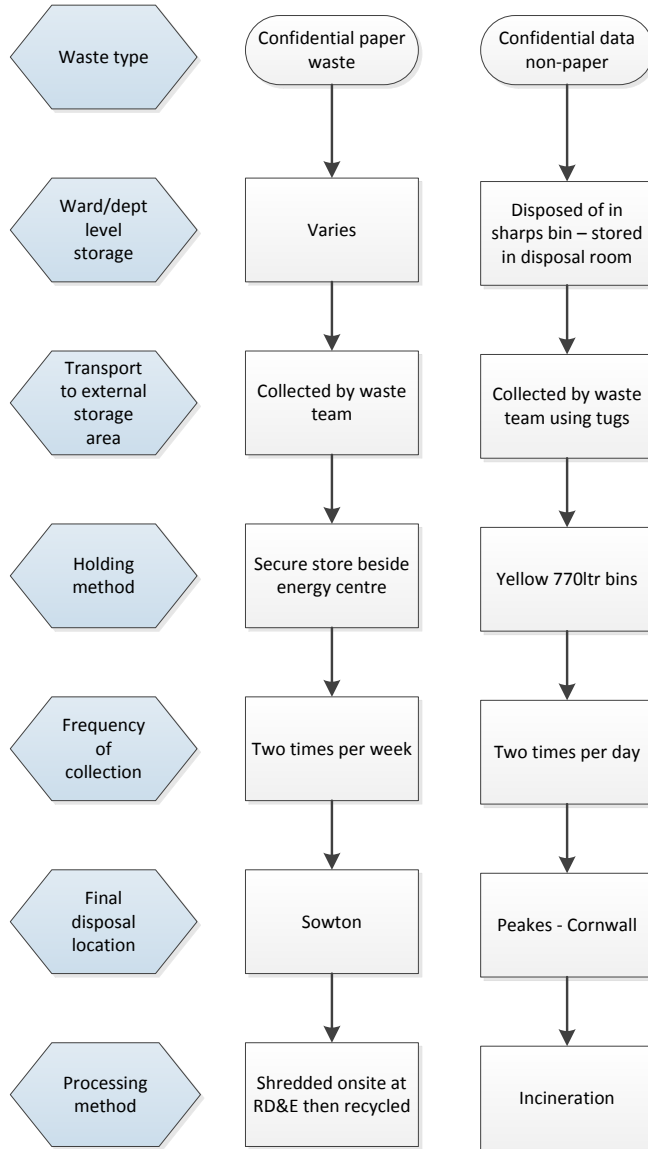 Waste type
Confidential paper
waste
Confidential data
non-paper
Ward/dept
level
storage
Varies
Disposed of in
sharps bin – stored
in disposal room
Transport
to external
storage
area
Collected by waste
team
Collected by waste
team using tugs
Holding
method
Secure store beside
energy centre
Yellow 770ltr bins
Frequency
of
collection
Two times per week
Two times per day
Final
disposal
location
Sowton
Peakes - Cornwall
Processing
method
Shredded onsite at
RD&E then recycled
Incineration